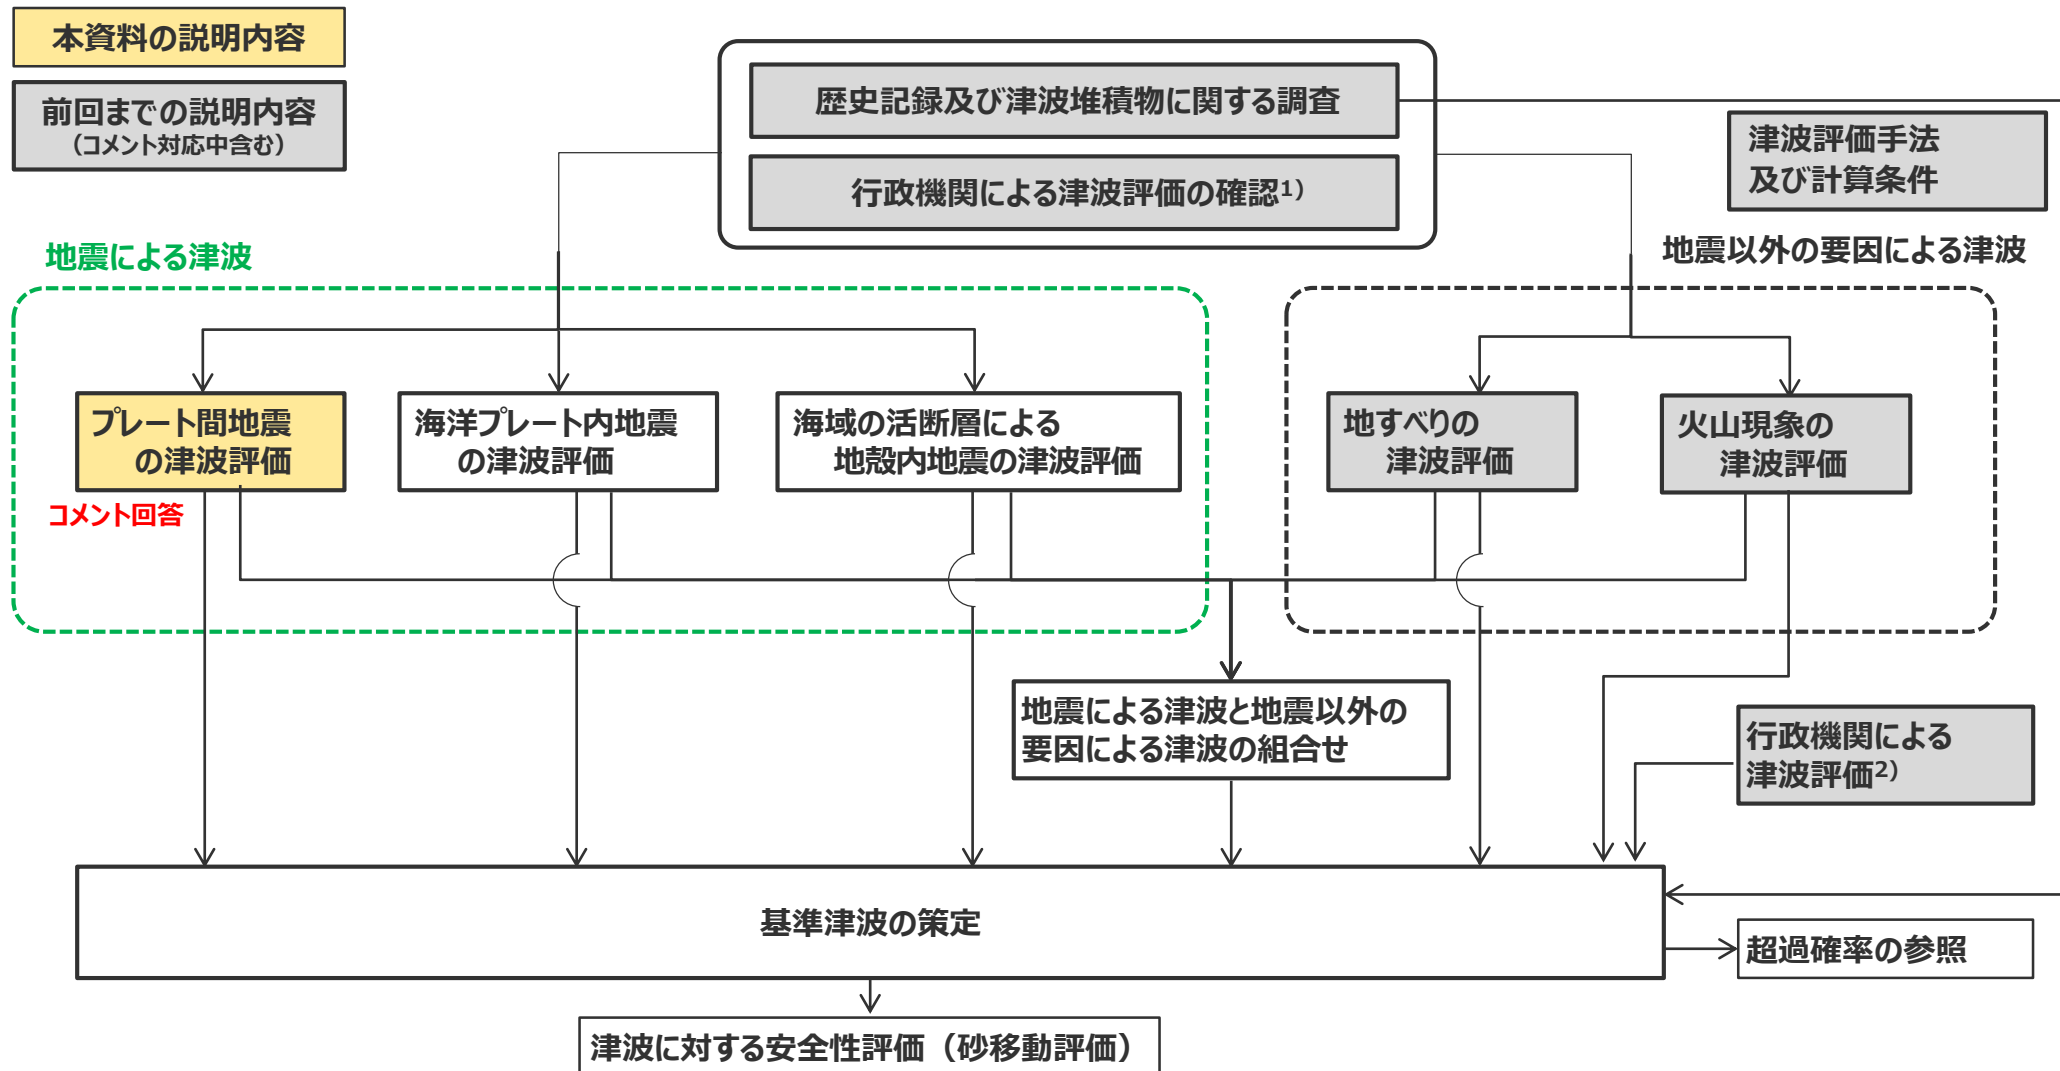 本資料の説明内容
前回までの説明内容
（コメント対応中含む）
歴史記録及び津波堆積物に関する調査
行政機関による津波評価の確認1）
津波評価手法
及び計算条件
地震による津波
地震以外の要因による津波
プレート間地震
の津波評価
海洋プレート内地震
の津波評価
海域の活断層による
地殻内地震の津波評価
地すべりの
津波評価
火山現象の
津波評価
コメント回答
地震による津波と地震以外の
要因による津波の組合せ
行政機関による
津波評価2）
基準津波の策定
超過確率の参照
津波に対する安全性評価（砂移動評価）